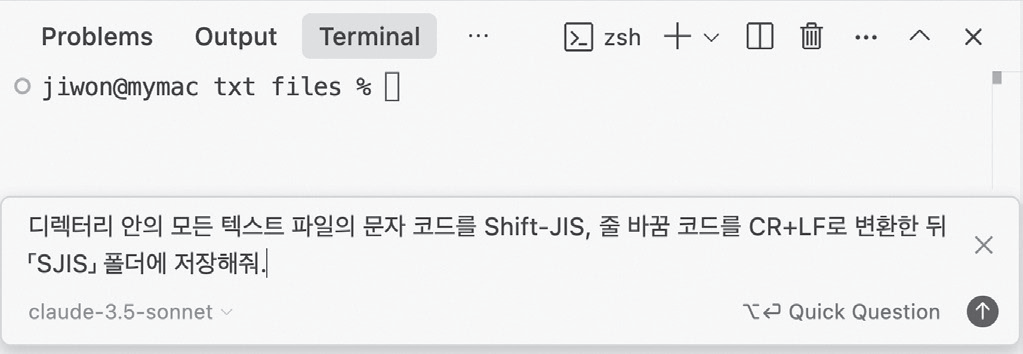 Problems Output Terminal ··· zsh
jiwon@mymac txt files %
디렉터리 안의 모든 텍스트 파일의 문자 코드를 Shift-JIS, 줄 바꿈 코드를 CR+LF로 변환한 뒤
「SJIS」 폴더에 저장해줘.
claude-3.5-sonnet ⌥⏎ Quick Question